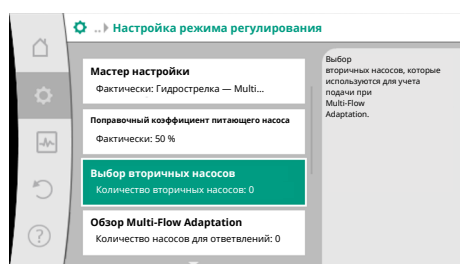 ..▸ Настройка режима регулирования
Мастер настройки
Фактически: Гидрострелка — Multi...
Поправочный коэффициент питающего насоса
Фактически: 50 %
Выбор вторичных насосов
Количество вторичных насосов: 0
Обзор Multi-Flow Adaptation
Количество насосов для ответвлений: 0
Выбор
вторичных насосов, которые
используются для учета
подачи при
Multi-Flow
Adaptation.